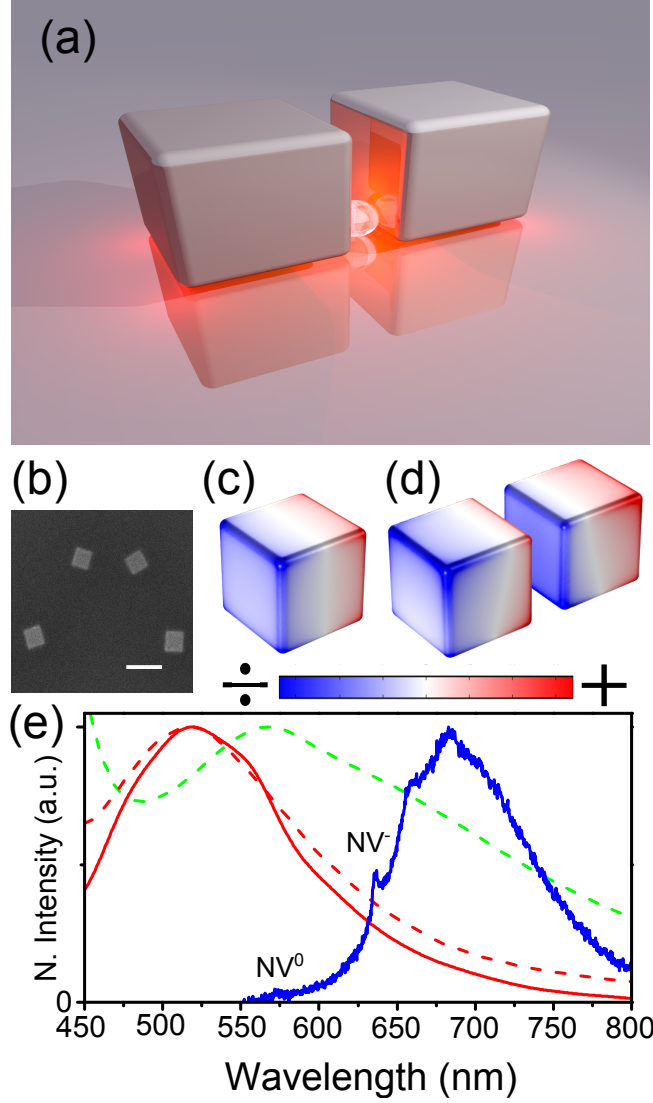 (a)
(b) (c) (d)
÷ +
(e)
N. Intensity (a.u.)
NV⁻
NV⁰
0
450 500 550 600 650 700 750 800
Wavelength (nm)